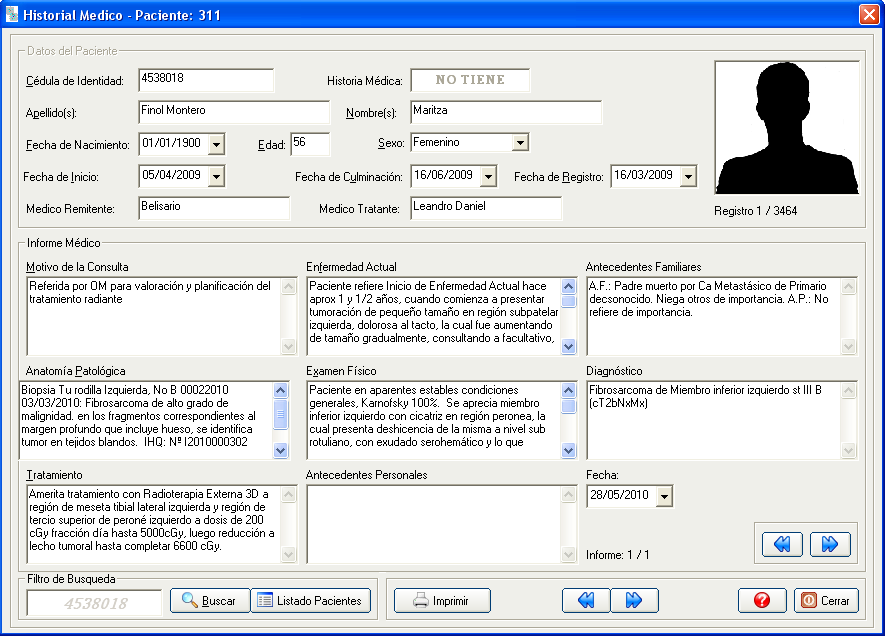 Historial Medico - Paciente: 311
Datos del Paciente
Cédula de Identidad: 4538018 Historia Médica: NO TIENE
Apellido(s): Finol Montero Nombre(s): Maritza
Fecha de Nacimiento: 01/01/1900 Edad: 56 Sexo: Femenino
Fecha de Inicio: 05/04/2009 Fecha de Culminación: 16/06/2009 Fecha de Registro: 16/03/2009
Medico Remitente: Belisario Medico Tratante: Leandro Daniel
Registro 1 / 3464
Informe Médico
Motivo de la Consulta
Referida por OM para valoración y planificación del
tratamiento radiante
Enfermedad Actual
Paciente refiere Inicio de Enfermedad Actual hace
aprox 1 y 1/2 años, cuando comienza a presentar
tumoración de pequeño tamaño en región subpatelar
izquierda, dolorosa al tacto, la cual fue aumentando
de tamaño gradualmente, consultando a facultativo,
Antecedentes Familiares
A.F.: Padre muerto por Ca Metastásico de Primario
decsonocido. Niega otros de importancia. A.P.: No
refiere de importancia.
Anatomía Patológica
Biopsia Tu rodilla Izquierda, No B 00022010
03/03/2010: Fibrosarcoma de alto grado de
malignidad. en los fragmentos correspondientes al
margen profundo que incluye hueso, se identifica
tumor en tejidos blandos. IHQ: Nº I2010000302
Examen Físico
Paciente en aparentes estables condiciones
generales, Karnofsky 100%. Se aprecia miembro
inferior izquierdo con cicatriz en región peronea, la
cual presenta deshicencia de la misma a nivel sub
rotuliano, con exudado serohemático y lo que
Diagnóstico
Fibrosarcoma de Miembro inferior izquierdo st III B
(cT2bNxMx)
Tratamiento
Amerita tratamiento con Radioterapia Externa 3D a
región de meseta tibial lateral izquierda y región de
tercio superior de peroné izquierdo a dosis de 200
cGy fracción día hasta 5000cGy, luego reducción a
lecho tumoral hasta completar 6600 cGy.
Antecedentes Personales
Fecha:
28/05/2010
Informe: 1 / 1
Filtro de Busqueda
4538018 Buscar Listado Pacientes Imprimir ? Cerrar